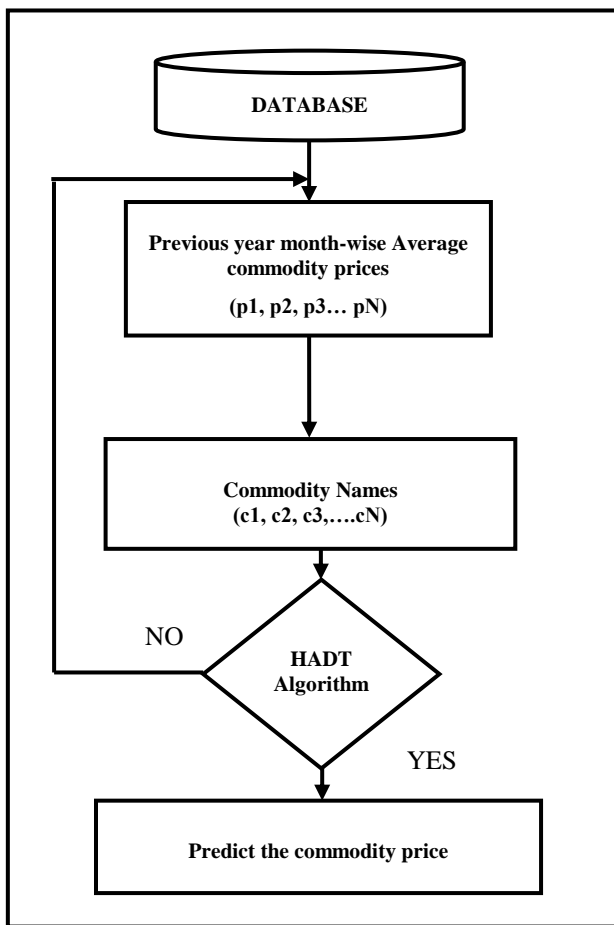 DATABASE
Previous year month-wise Average
commodity prices
(p1, p2, p3… pN)
Commodity Names
(c1, c2, c3,….cN)
NO
HADT
Algorithm
YES
Predict the commodity price